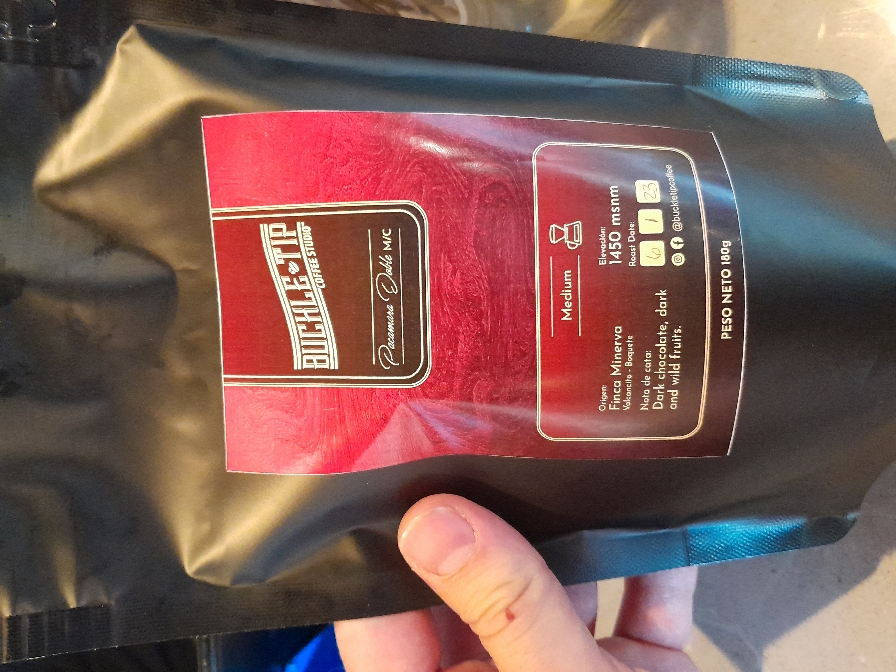 BUCKLE TIP
COFFEE STUDIO
Pacamara Doble M/C
Medium
Origen:
Finca Minerva
Volcancito - Boquete
Elevación:
1450 msnm
Nota de cata:
Dark chocolate, dark
and wild fruits.
Roast Date:
6 1 23
@buckletipcoffee
PESO NETO 180g